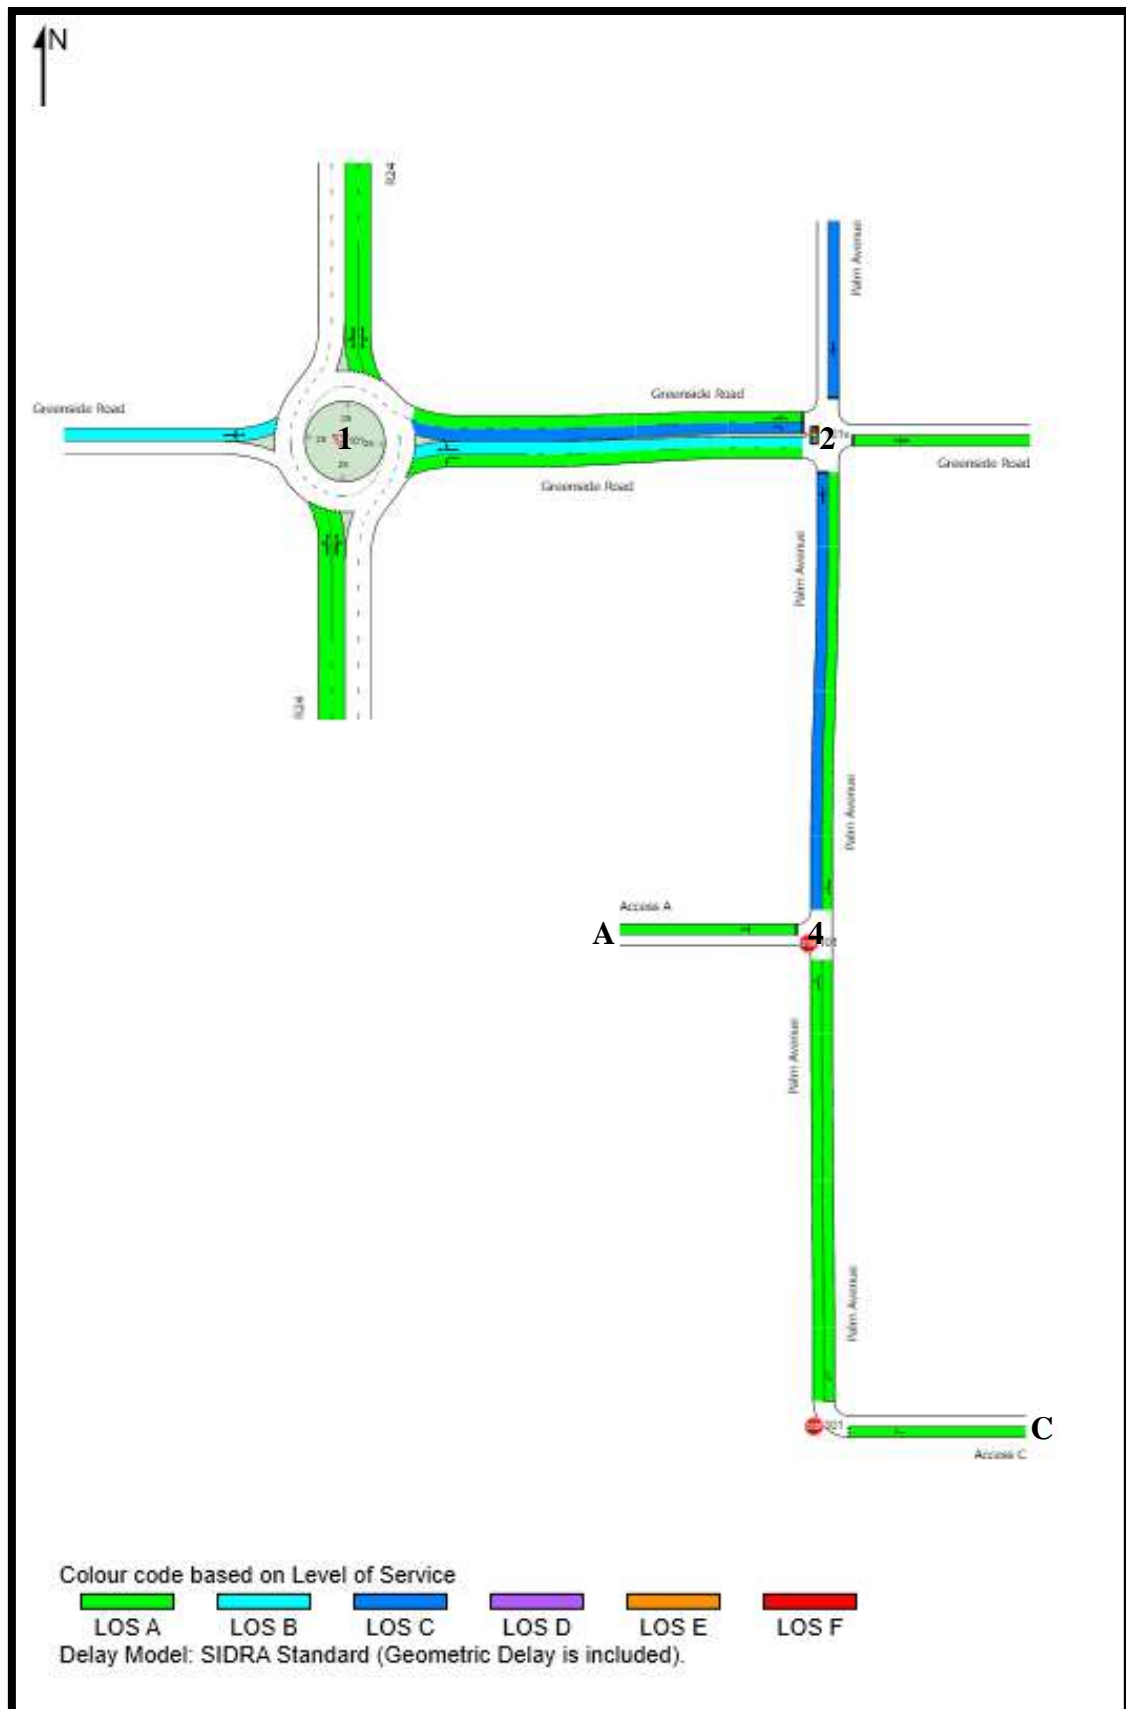 N
R24
Palm Avenue
Greenside Road
Greenside Road
1
2
Greenside Road
Greenside Road
Palm Avenue
R24
Palm Avenue
Access A
A
4
Palm Avenue
Palm Avenue
C
Access C
Colour code based on Level of Service
LOS A LOS B LOS C LOS D LOS E LOS F
Delay Model: SIDRA Standard (Geometric Delay is included).